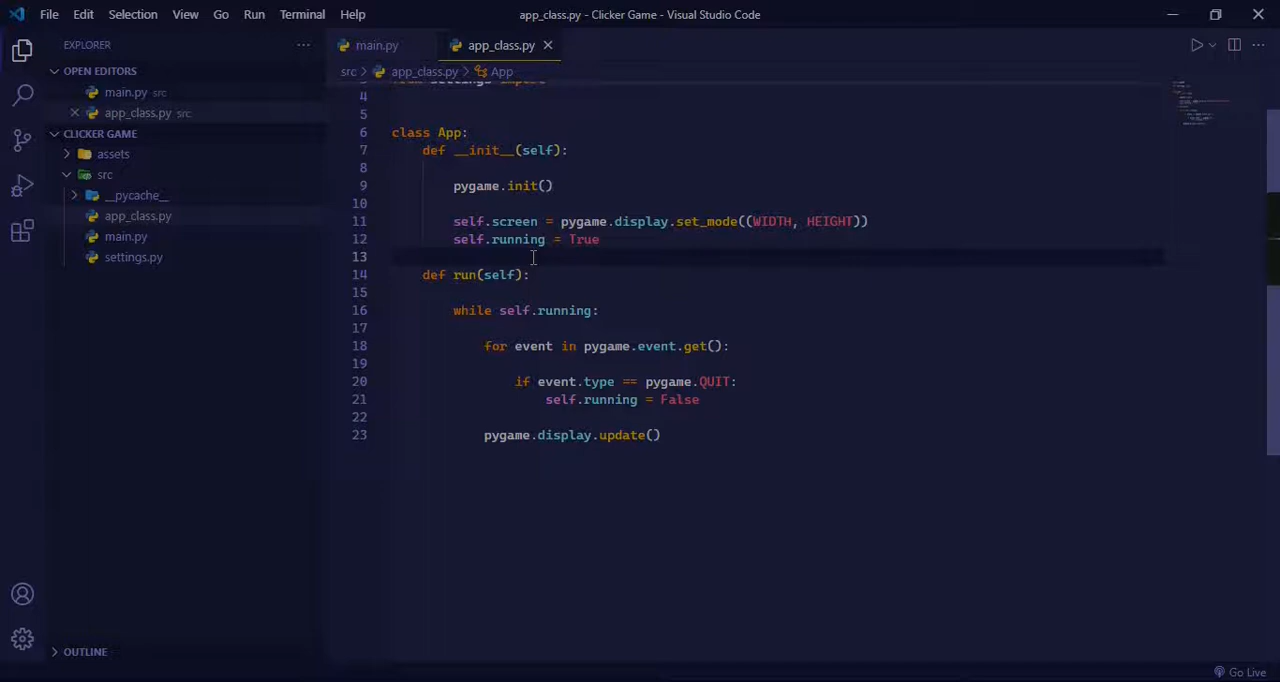 File Edit Selection View Go Run Terminal Help
app_class.py - Clicker Game - Visual Studio Code
EXPLORER
OPEN EDITORS
main.py src
app_class.py src
CLICKER GAME
assets
src
__pycache__
app_class.py
main.py
settings.py
OUTLINE
main.py app_class.py
src > app_class.py > App
4
5
6 class App:
7 def __init__(self):
8
9 pygame.init()
10
11 self.screen = pygame.display.set_mode((WIDTH, HEIGHT))
12 self.running = True
13
14 def run(self):
15
16 while self.running:
17
18 for event in pygame.event.get():
19
20 if event.type == pygame.QUIT:
21 self.running = False
22
23 pygame.display.update()
Go Live